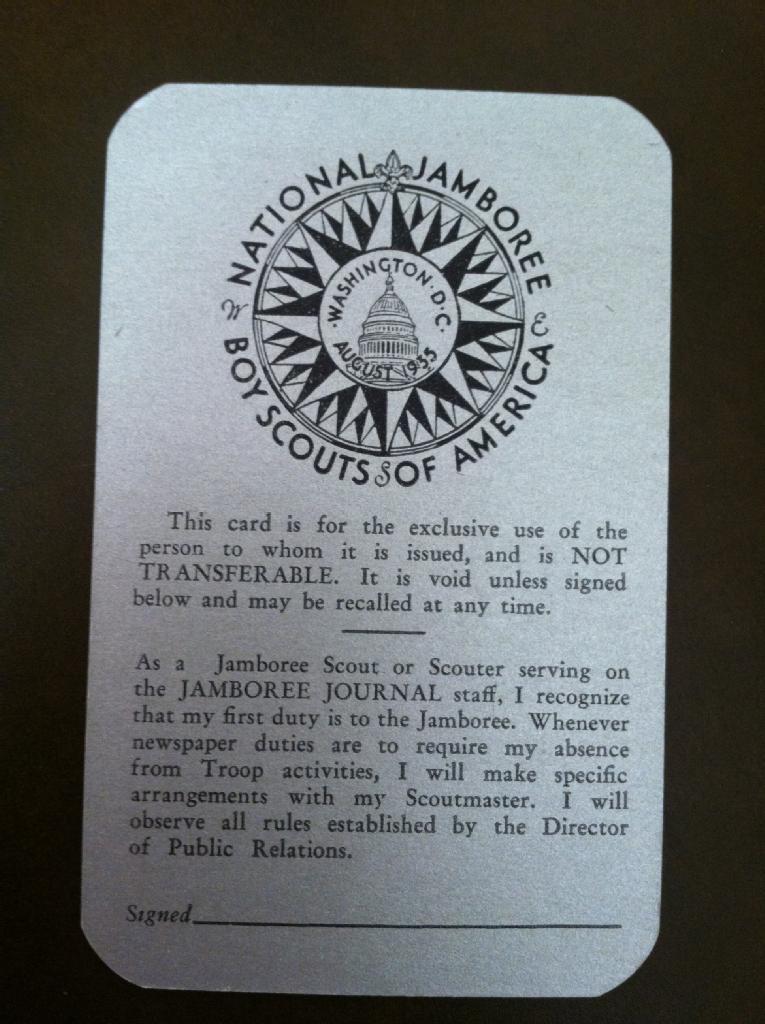 NATIONAL JAMBOREE
W
E
WASHINGTON · D · C ·
AUGUST 1935
BOY SCOUTS S OF AMERICA
This card is for the exclusive use of the
person to whom it is issued, and is NOT
TRANSFERABLE. It is void unless signed
below and may be recalled at any time.
As a Jamboree Scout or Scouter serving on
the JAMBOREE JOURNAL staff, I recognize
that my first duty is to the Jamboree. Whenever
newspaper duties are to require my absence
from Troop activities, I will make specific
arrangements with my Scoutmaster. I will
observe all rules established by the Director
of Public Relations.
Signed